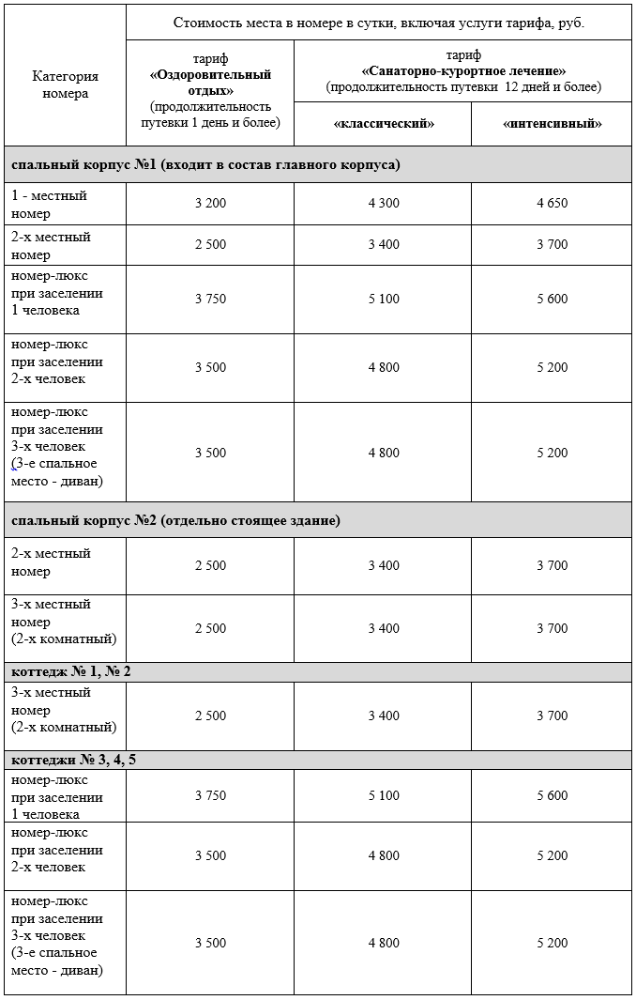 Категория
номера
Стоимость места в номере в сутки, включая услуги тарифа, руб.
тариф
«Оздоровительный
отдых»
(продолжительность
путевки 1 день и более)
тариф
«Санаторно-курортное лечение»
(продолжительность путевки 12 дней и более)
«классический»
«интенсивный»
спальный корпус №1 (входит в состав главного корпуса)
1 - местный
номер
3 200
4 300
4 650
2-х местный
номер
2 500
3 400
3 700
номер-люкс
при заселении
1 человека
3 750
5 100
5 600
номер-люкс
при заселении
2-х человек
3 500
4 800
5 200
номер-люкс
при заселении
3-х человек
(3-е спальное
место - диван)
3 500
4 800
5 200
спальный корпус №2 (отдельно стоящее здание)
2-х местный
номер
2 500
3 400
3 700
3-х местный
номер
(2-х комнатный)
2 500
3 400
3 700
коттедж № 1, № 2
3-х местный
номер
(2-х комнатный)
2 500
3 400
3 700
коттеджи № 3, 4, 5
номер-люкс
при заселении
1 человека
3 750
5 100
5 600
номер-люкс
при заселении
2-х человек
3 500
4 800
5 200
номер-люкс
при заселении
3-х человек
(3-е спальное
место - диван)
3 500
4 800
5 200